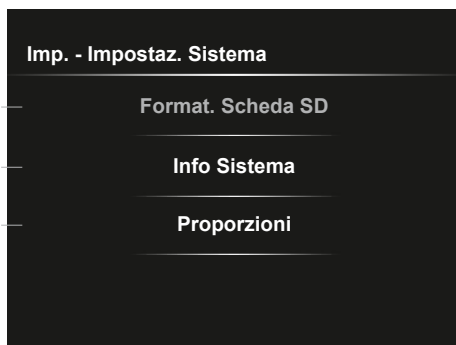 Imp. - Impostaz. Sistema
Format. Scheda SD
Info Sistema
Proporzioni